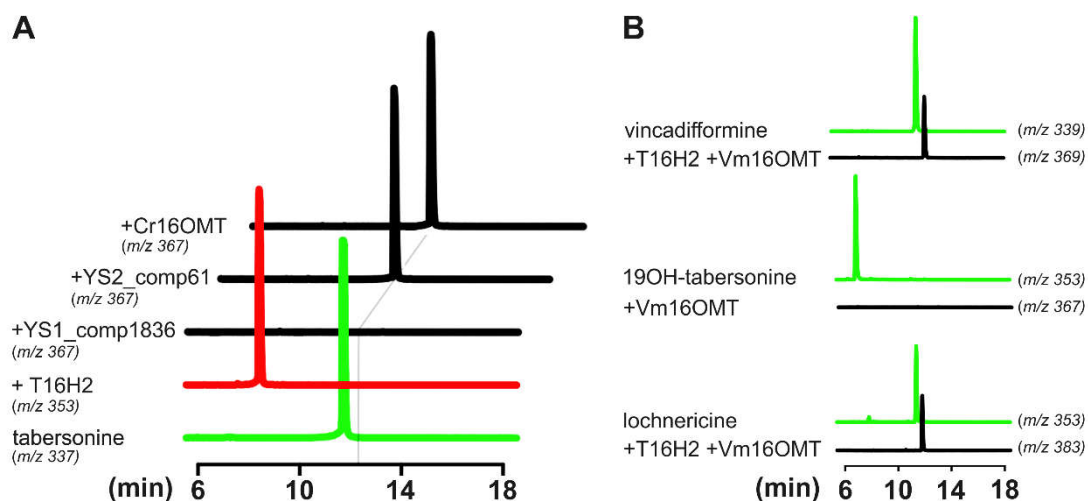 A
+Cr16OMT
(m/z 367)
+YS2_comp61
(m/z 367)
+YS1_comp1836
(m/z 367)
+ T16H2
(m/z 353)
tabersonine
(m/z 337)
(min) 6 10 14 18
B
vincadifformine (m/z 339)
+T16H2 +Vm16OMT (m/z 369)
19OH-tabersonine (m/z 353)
+Vm16OMT (m/z 367)
lochnericine (m/z 353)
+T16H2 +Vm16OMT (m/z 383)
(min) 6 10 14 18